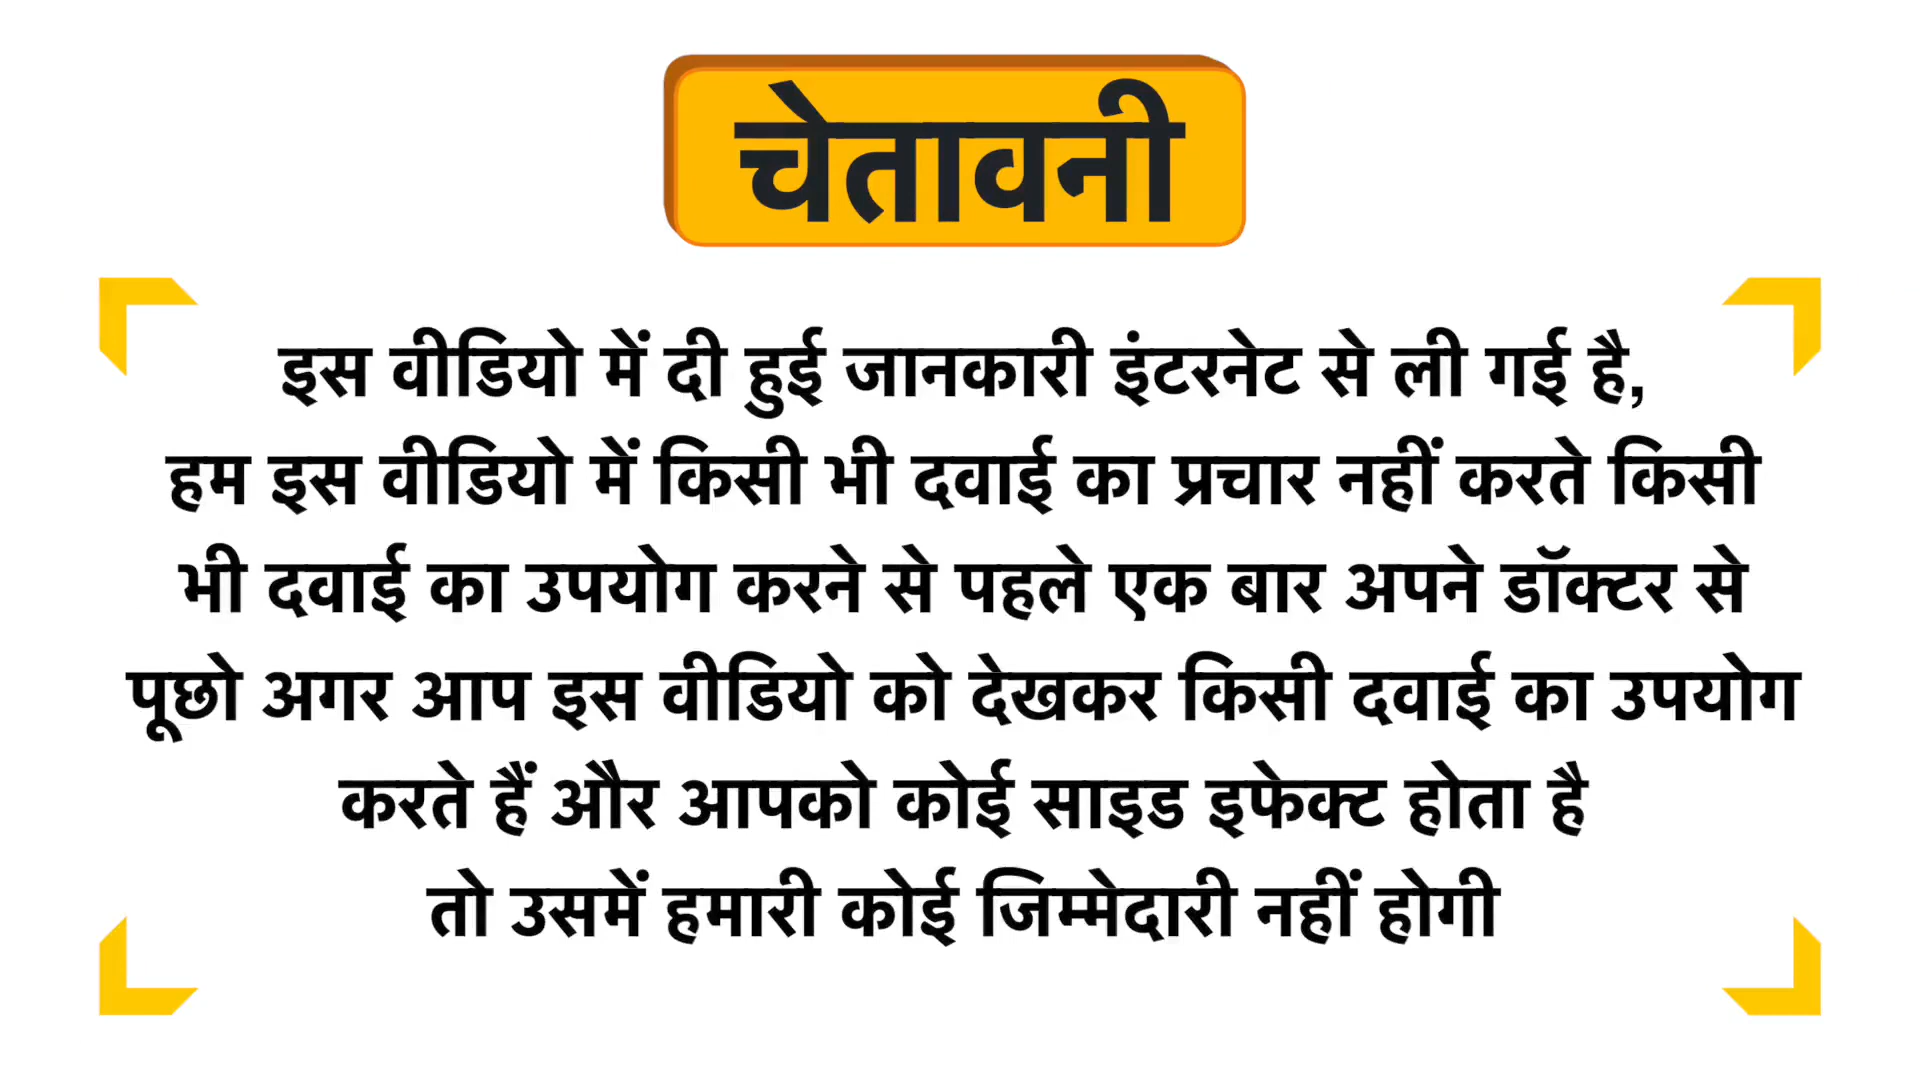 चेतावनी
इस वीडियो में दी हुई जानकारी इंटरनेट से ली गई है,
हम इस वीडियो में किसी भी दवाई का प्रचार नहीं करते किसी
भी दवाई का उपयोग करने से पहले एक बार अपने डॉक्टर से
पूछो अगर आप इस वीडियो को देखकर किसी दवाई का उपयोग
करते हैं और आपको कोई साइड इफेक्ट होता है
तो उसमें हमारी कोई जिम्मेदारी नहीं होगी